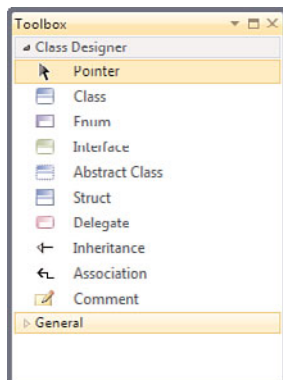 Toolbox
Class Designer
Pointer
Class
Enum
Interface
Abstract Class
Struct
Delegate
Inheritance
Association
Comment
General